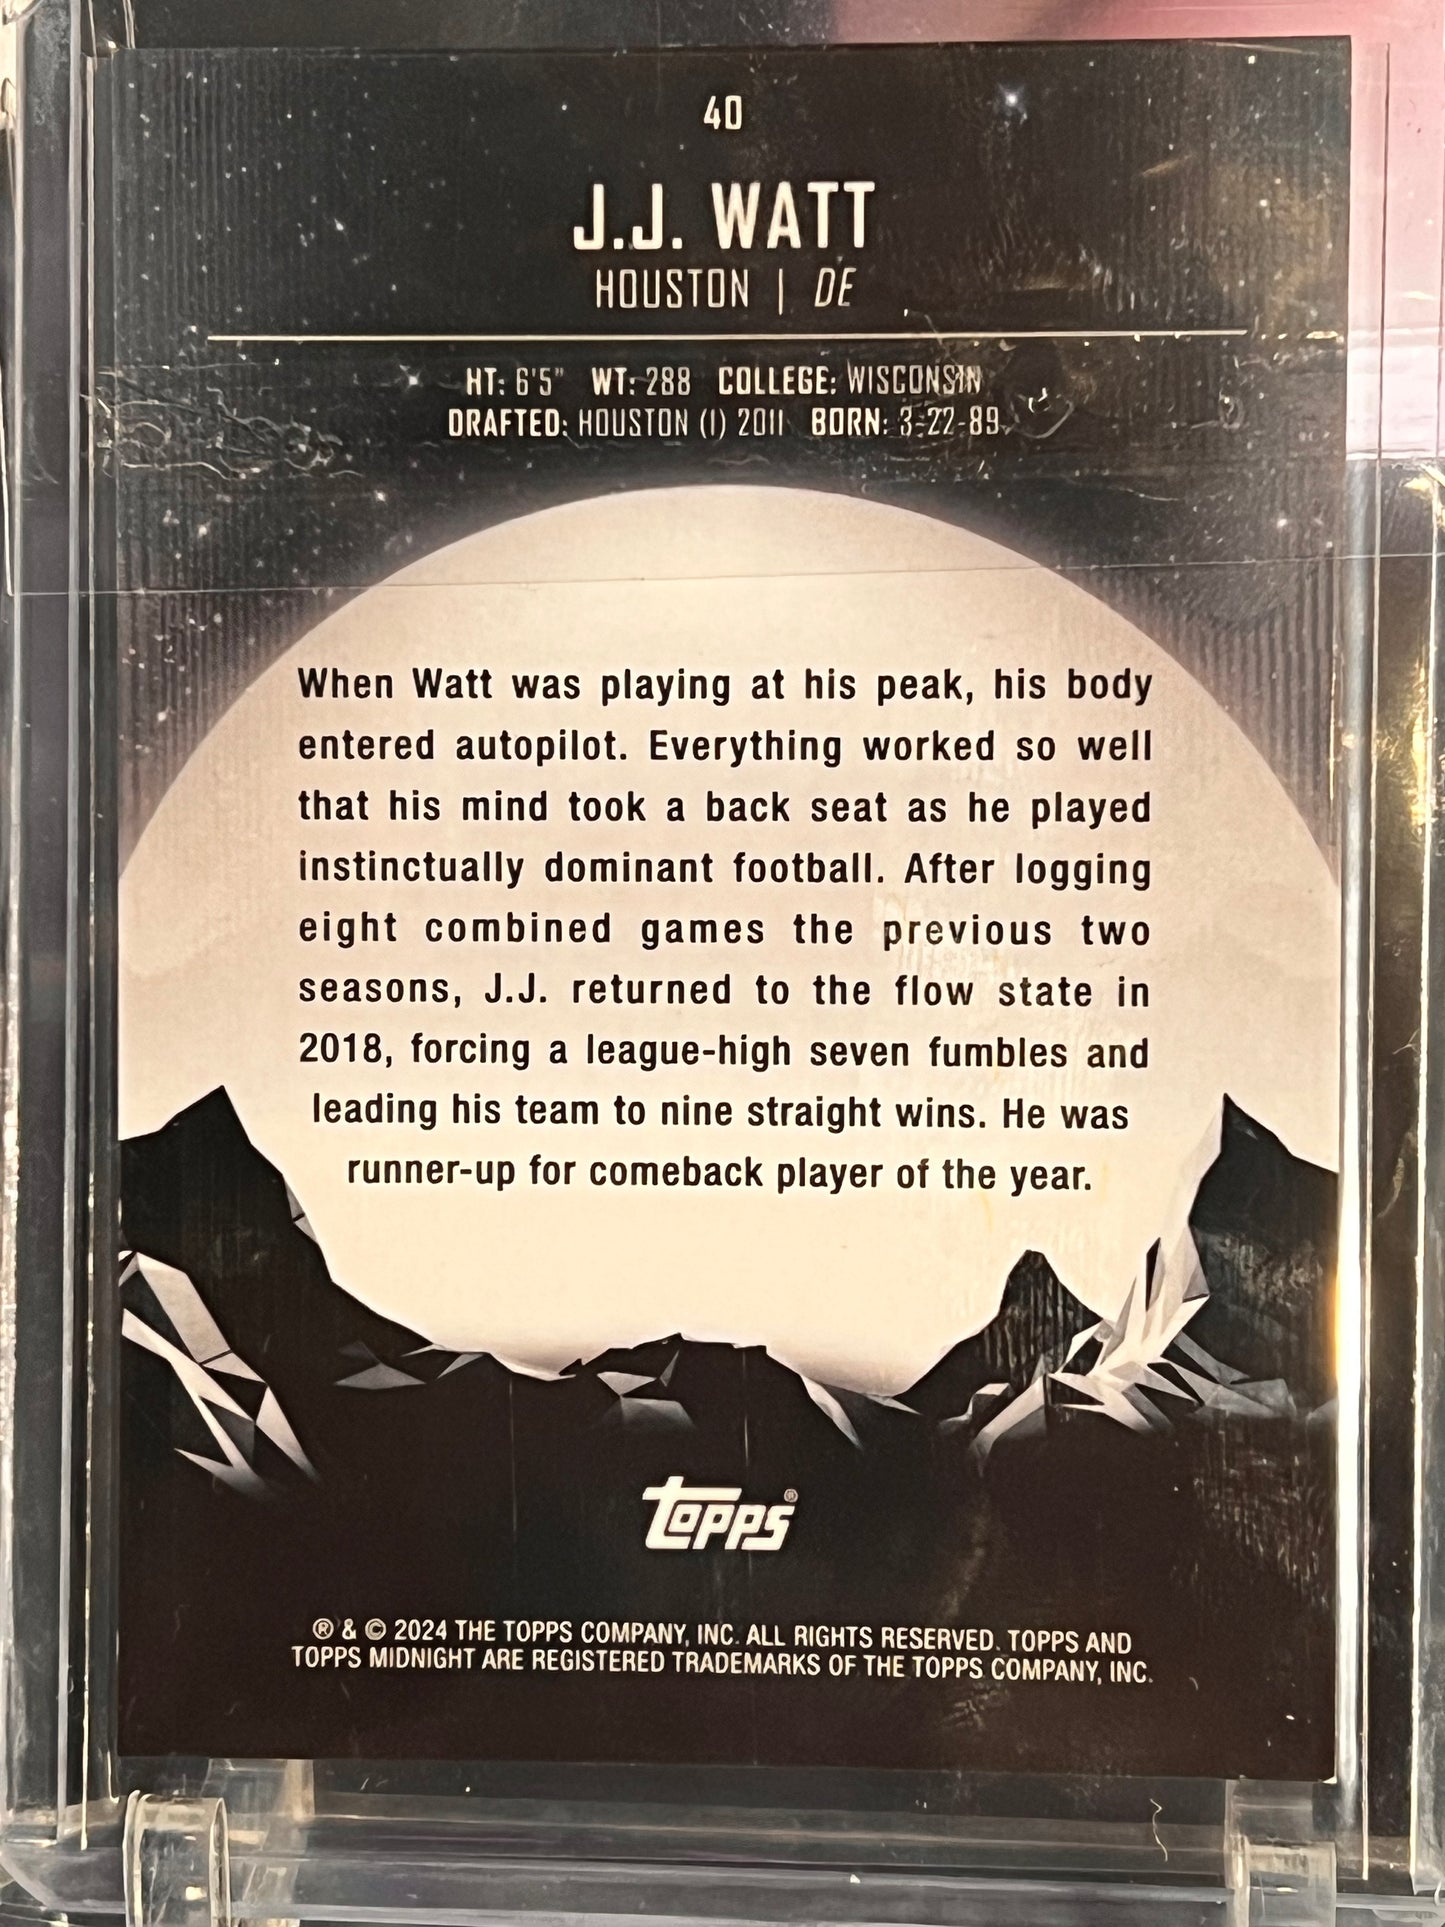 40
J.J. WATT
HOUSTON | DE
HT: 6'5" WT: 288 COLLEGE: WISCONSIN
DRAFTED: HOUSTON (1) 2011 BORN: 3-22-89
When Watt was playing at his peak, his body
entered autopilot. Everything worked so well
that his mind took a back seat as he played
instinctually dominant football. After logging
eight combined games the previous two
seasons, J.J. returned to the flow state in
2018, forcing a league-high seven fumbles and
leading his team to nine straight wins. He was
runner-up for comeback player of the year.
topps®
® & © 2024 THE TOPPS COMPANY, INC. ALL RIGHTS RESERVED. TOPPS AND
TOPPS MIDNIGHT ARE REGISTERED TRADEMARKS OF THE TOPPS COMPANY, INC.